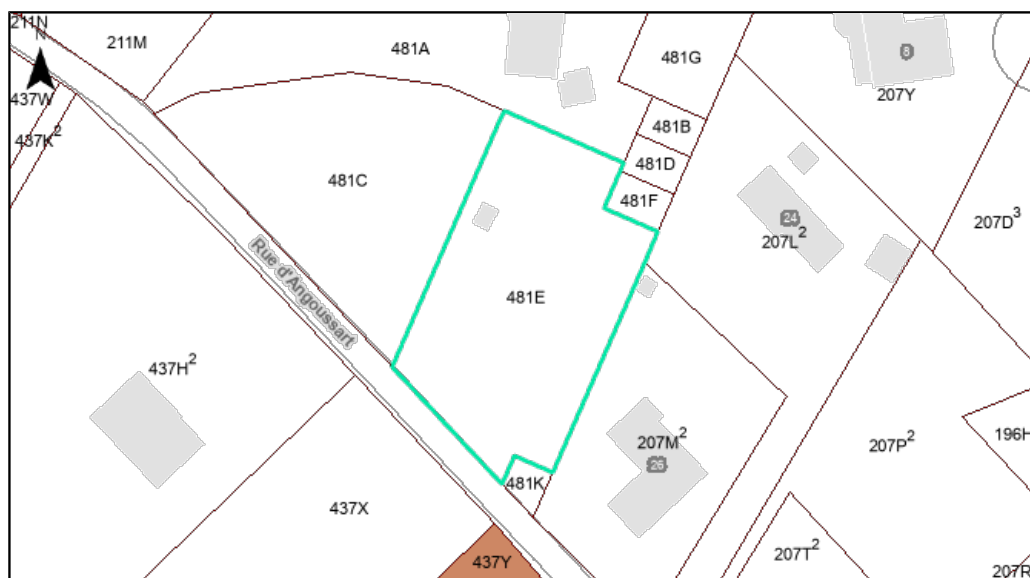 211N
N
211M
481A
481G
8
207Y
437W
437K²
481B
481D
481C
481F
207D³
24
207L²
Rue d'Angoussart
481E
437H²
207M²
26
207P²
196H
481K
437X
437Y
207T²
207R